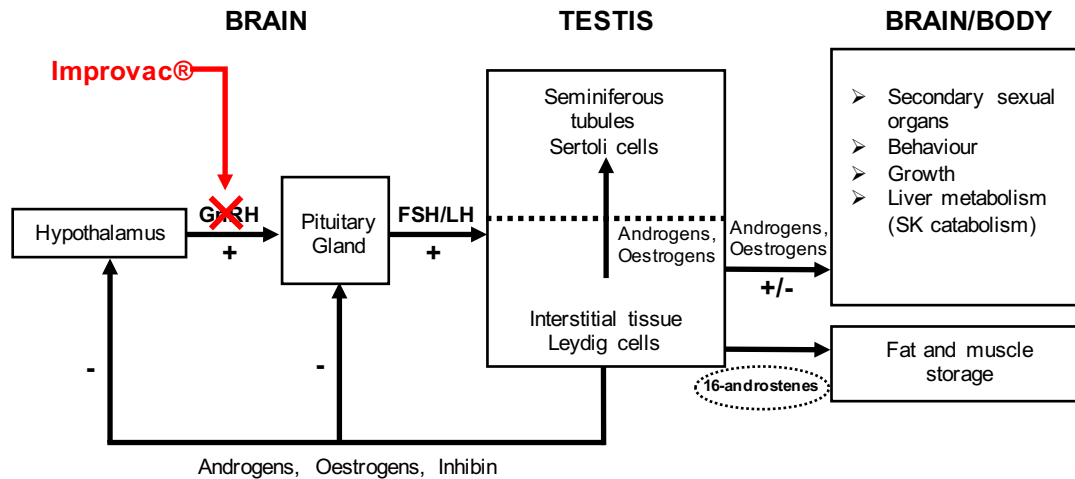 BRAIN
TESTIS
BRAIN/BODY
Improvac®
GnRH
+
Hypothalamus
Pituitary
Gland
FSH/LH
+
Seminiferous
tubules
Sertoli cells
Androgens,
Oestrogens
Interstitial tissue
Leydig cells
Androgens,
Oestrogens
+/-
➢ Secondary sexual
organs
➢ Behaviour
➢ Growth
➢ Liver metabolism
(SK catabolism)
16-androstenes
Fat and muscle
storage
-
-
Androgens, Oestrogens, Inhibin